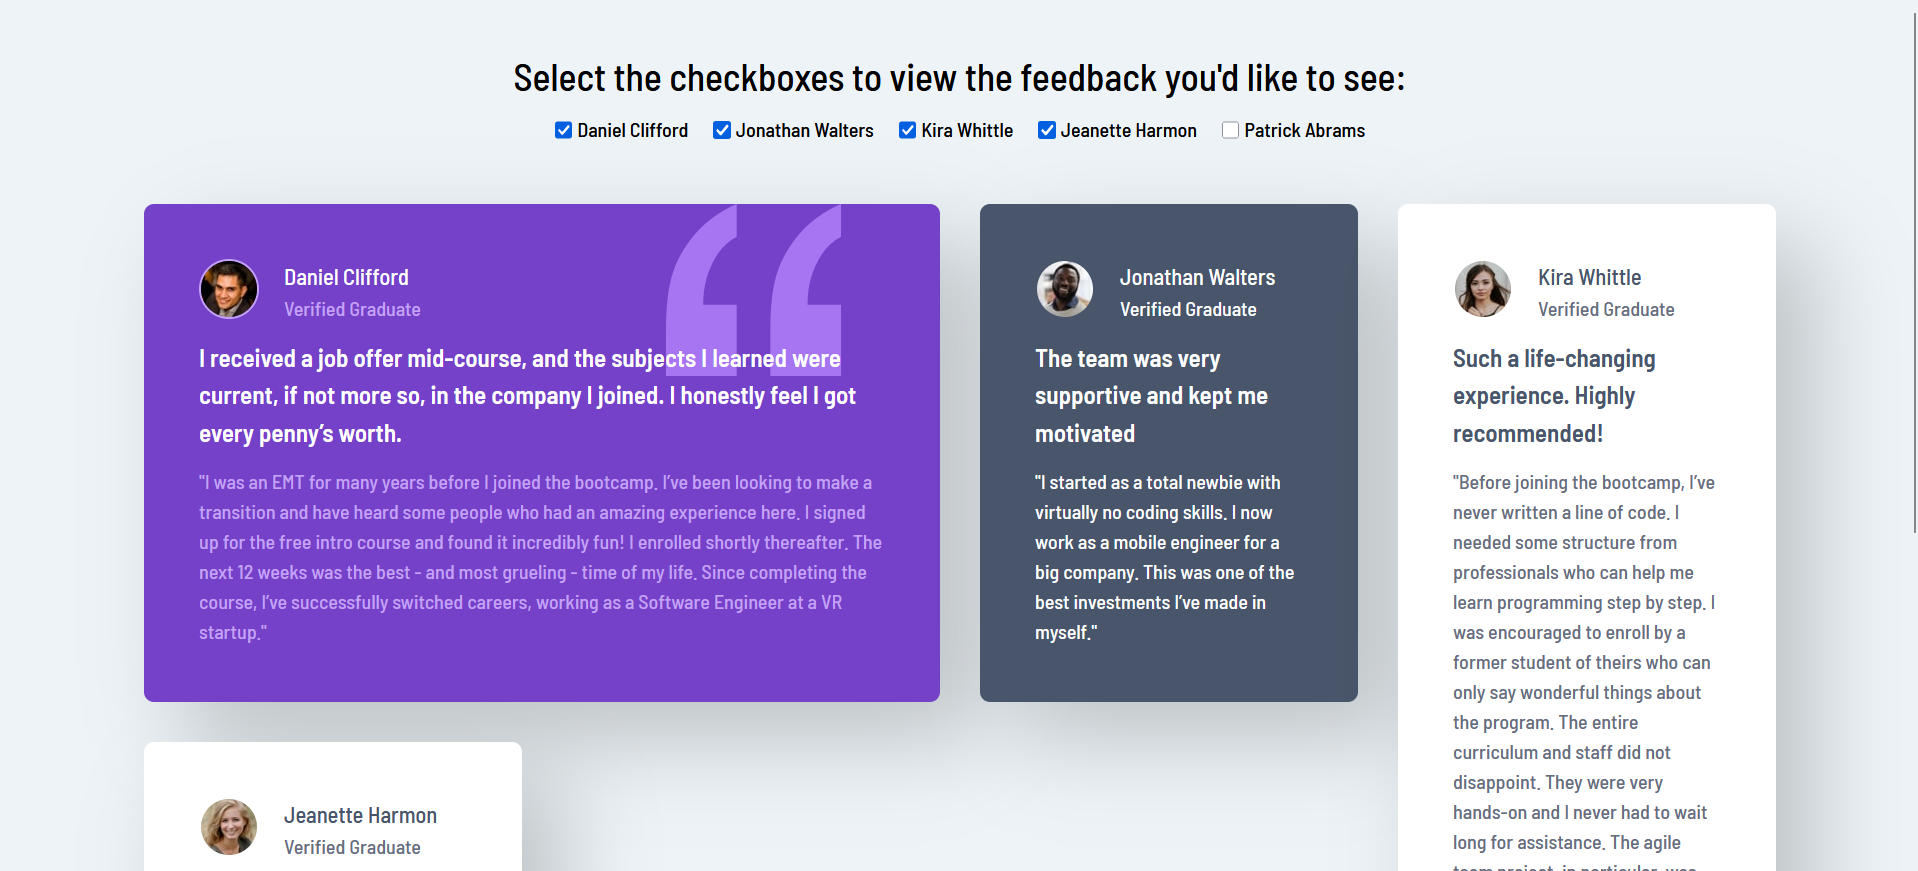 Select the checkboxes to view the feedback you'd like to see:
Daniel Clifford Jonathan Walters Kira Whittle Jeanette Harmon Patrick Abrams
Daniel Clifford
Verified Graduate
I received a job offer mid-course, and the subjects I learned were
current, if not more so, in the company I joined. I honestly feel I got
every penny’s worth.
"I was an EMT for many years before I joined the bootcamp. I’ve been looking to make a
transition and have heard some people who had an amazing experience here. I signed
up for the free intro course and found it incredibly fun! I enrolled shortly thereafter. The
next 12 weeks was the best - and most grueling - time of my life. Since completing the
course, I’ve successfully switched careers, working as a Software Engineer at a VR
startup."
Jonathan Walters
Verified Graduate
The team was very
supportive and kept me
motivated
"I started as a total newbie with
virtually no coding skills. I now
work as a mobile engineer for a
big company. This was one of the
best investments I’ve made in
myself."
Kira Whittle
Verified Graduate
Such a life-changing
experience. Highly
recommended!
"Before joining the bootcamp, I’ve
never written a line of code. I
needed some structure from
professionals who can help me
learn programming step by step. I
was encouraged to enroll by a
former student of theirs who can
only say wonderful things about
the program. The entire
curriculum and staff did not
disappoint. They were very
hands-on and I never had to wait
long for assistance. The agile
team project, in particular, was
Jeanette Harmon
Verified Graduate